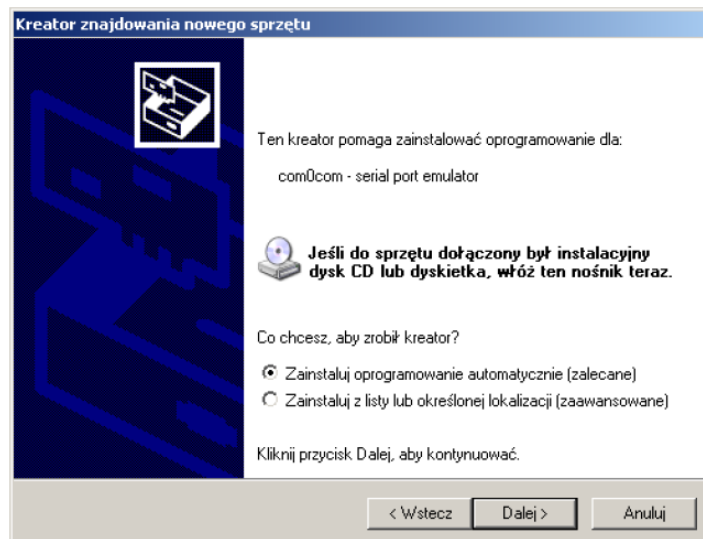 Kreator znajdowania nowego sprzętu
Ten kreator pomaga zainstalować oprogramowanie dla:
com0com - serial port emulator
Jeśli do sprzętu dołączony był instalacyjny
dysk CD lub dyskietka, włóż ten nośnik teraz.
Co chcesz, aby zrobił kreator?
Zainstaluj oprogramowanie automatycznie (zalecane)
Zainstaluj z listy lub określonej lokalizacji (zaawansowane)
Kliknij przycisk Dalej, aby kontynuować.
< Wstecz
Dalej >
Anuluj